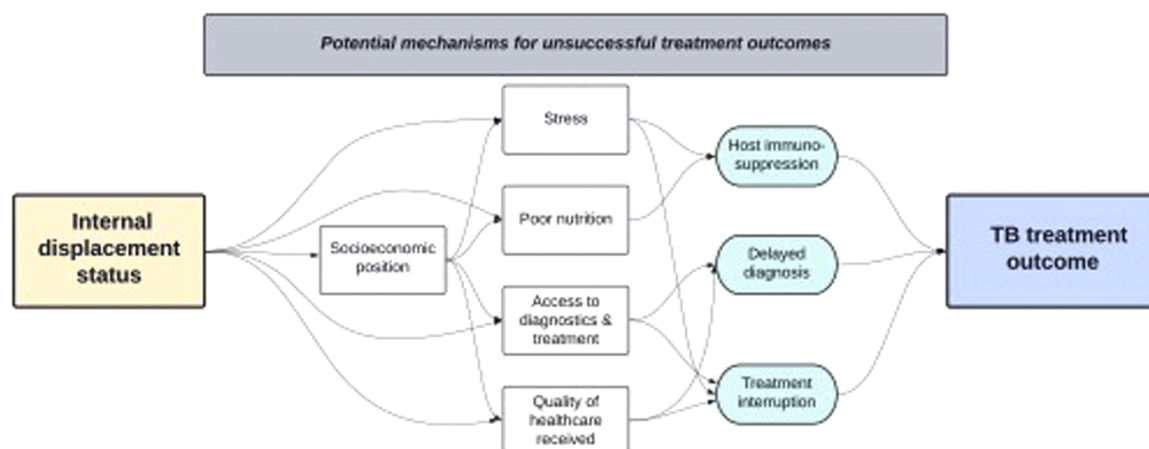 Potential mechanisms for unsuccessful treatment outcomes
Stress
Host immuno-
suppression
Internal
displacement
status
Poor nutrition
Socioeconomic
position
TB treatment
outcome
Delayed
diagnosis
Access to
diagnostics &
treatment
Treatment
interruption
Quality of
healthcare
received